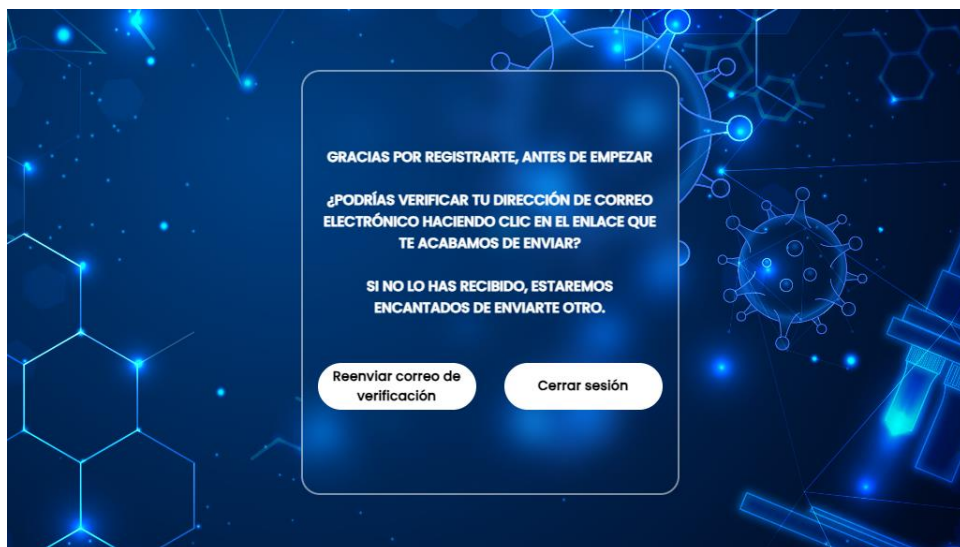 GRACIAS POR REGISTRARTE, ANTES DE EMPEZAR
¿PODRÍAS VERIFICAR TU DIRECCIÓN DE CORREO
ELECTRÓNICO HACIENDO CLIC EN EL ENLACE QUE
TE ACABAMOS DE ENVIAR?
SI NO LO HAS RECIBIDO, ESTAREMOS
ENCANTADOS DE ENVIARTE OTRO.
Reenviar correo de
verificación
Cerrar sesión